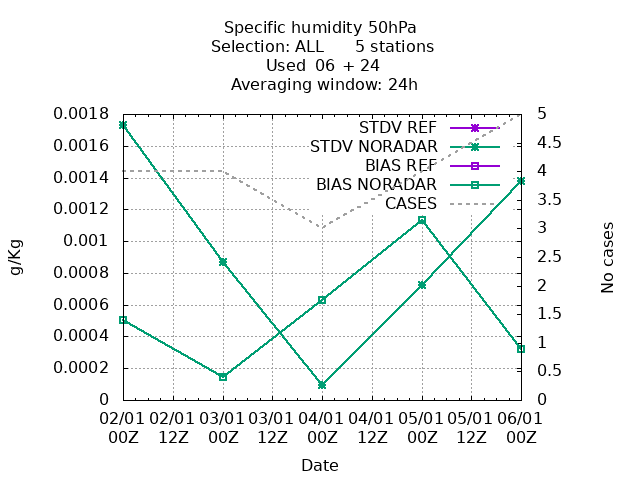 Specific humidity 50hPa
Selection: ALL 5 stations
Used 06 + 24
Averaging window: 24h
STDV REF
STDV NORADAR
BIAS REF
BIAS NORADAR
CASES
0.0018
0.0016
0.0014
0.0012
0.001
0.0008
0.0006
0.0004
0.0002
0
g/Kg
5
4.5
4
3.5
3
2.5
2
1.5
1
0.5
0
No cases
02/01 02/01 03/01 03/01 04/01 04/01 05/01 05/01 06/01
00Z 12Z 00Z 12Z 00Z 12Z 00Z 12Z 00Z
Date